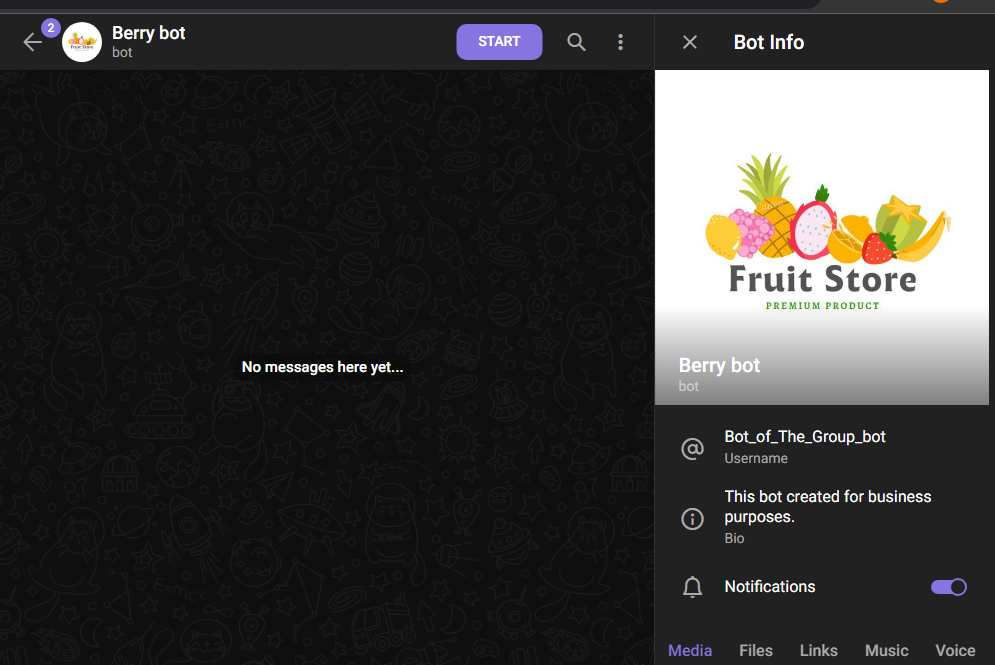 2
Berry bot
bot
START
No messages here yet...
Bot Info
Fruit Store
PREMIUM PRODUCT
Berry bot
bot
Bot_of_The_Group_bot
Username
This bot created for business
purposes.
Bio
Notifications
Media Files Links Music Voice